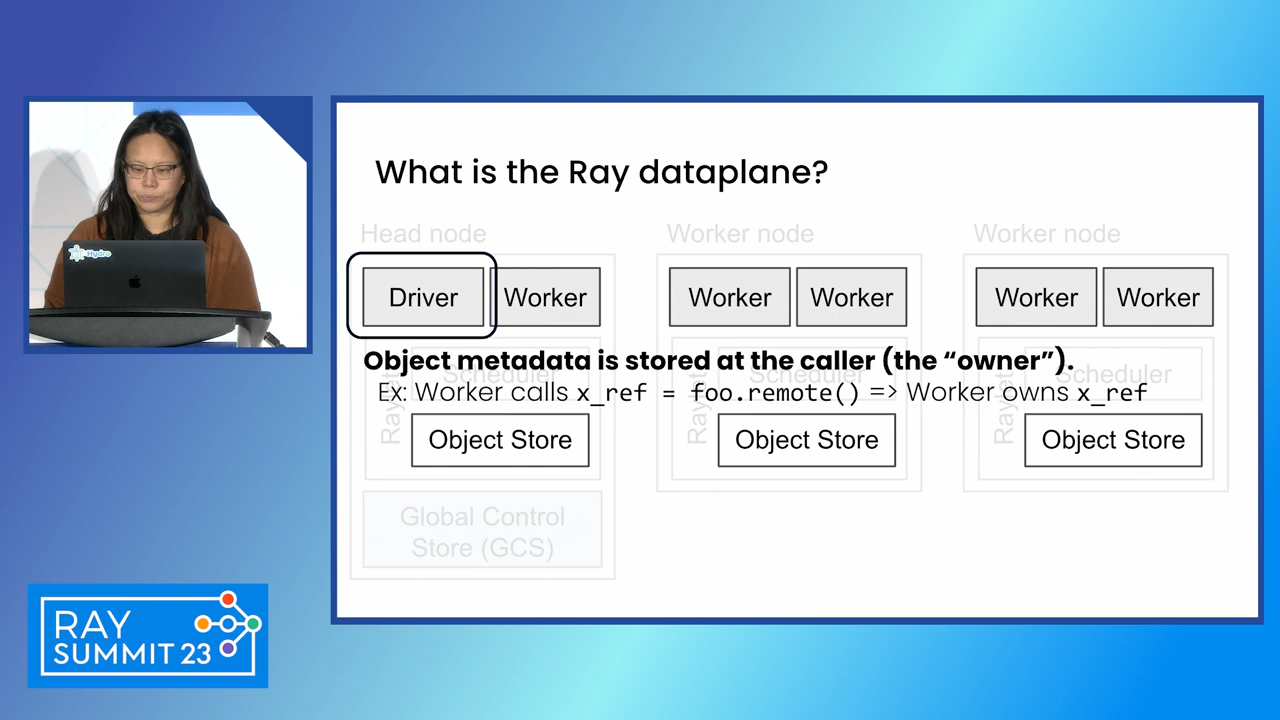 What is the Ray dataplane?
Head node
Worker node
Worker node
Driver
Worker
Worker
Worker
Worker
Worker
Object metadata is stored at the caller (the “owner”).
Scheduler
Scheduler
Scheduler
Ex: Worker calls x_ref = foo.remote() => Worker owns x_ref
Object Store
Object Store
Object Store
Global Control
Store (GCS)
Hydro
RAY
SUMMIT 23